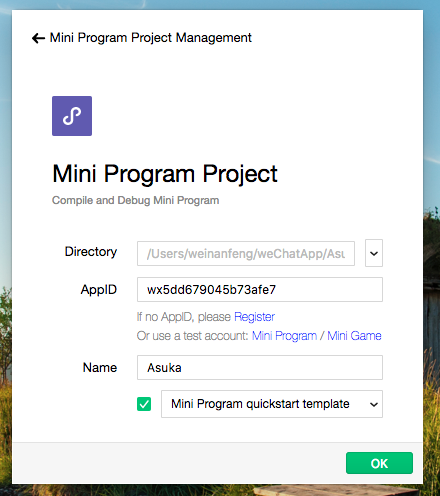 Mini Program Project Management
Mini Program Project
Compile and Debug Mini Program
Directory /Users/weinanfeng/weChatApp/Asu
AppID wx5dd679045b73afe7
If no AppID, please Register
Or use a test account: Mini Program / Mini Game
Name Asuka
Mini Program quickstart template
OK